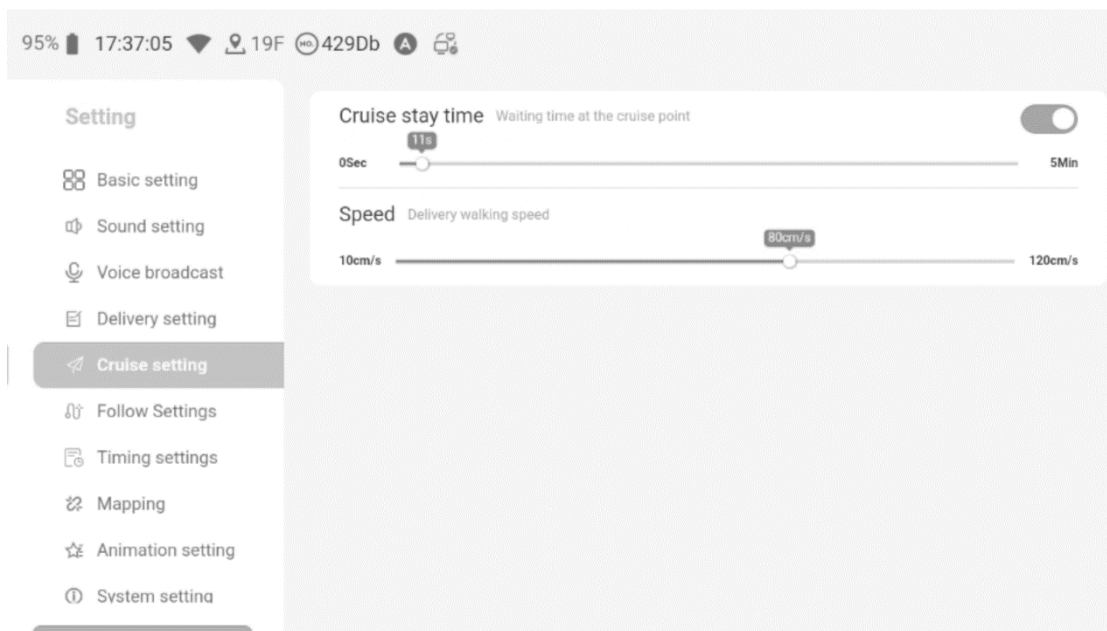 95% 17:37:05 19F NO. 429Db A
Setting
Basic setting
Sound setting
Voice broadcast
Delivery setting
Cruise setting
Follow Settings
Timing settings
Mapping
Animation setting
System setting
Cruise stay time Waiting time at the cruise point
11s
0Sec 5Min
Speed Delivery walking speed
80cm/s
10cm/s 120cm/s